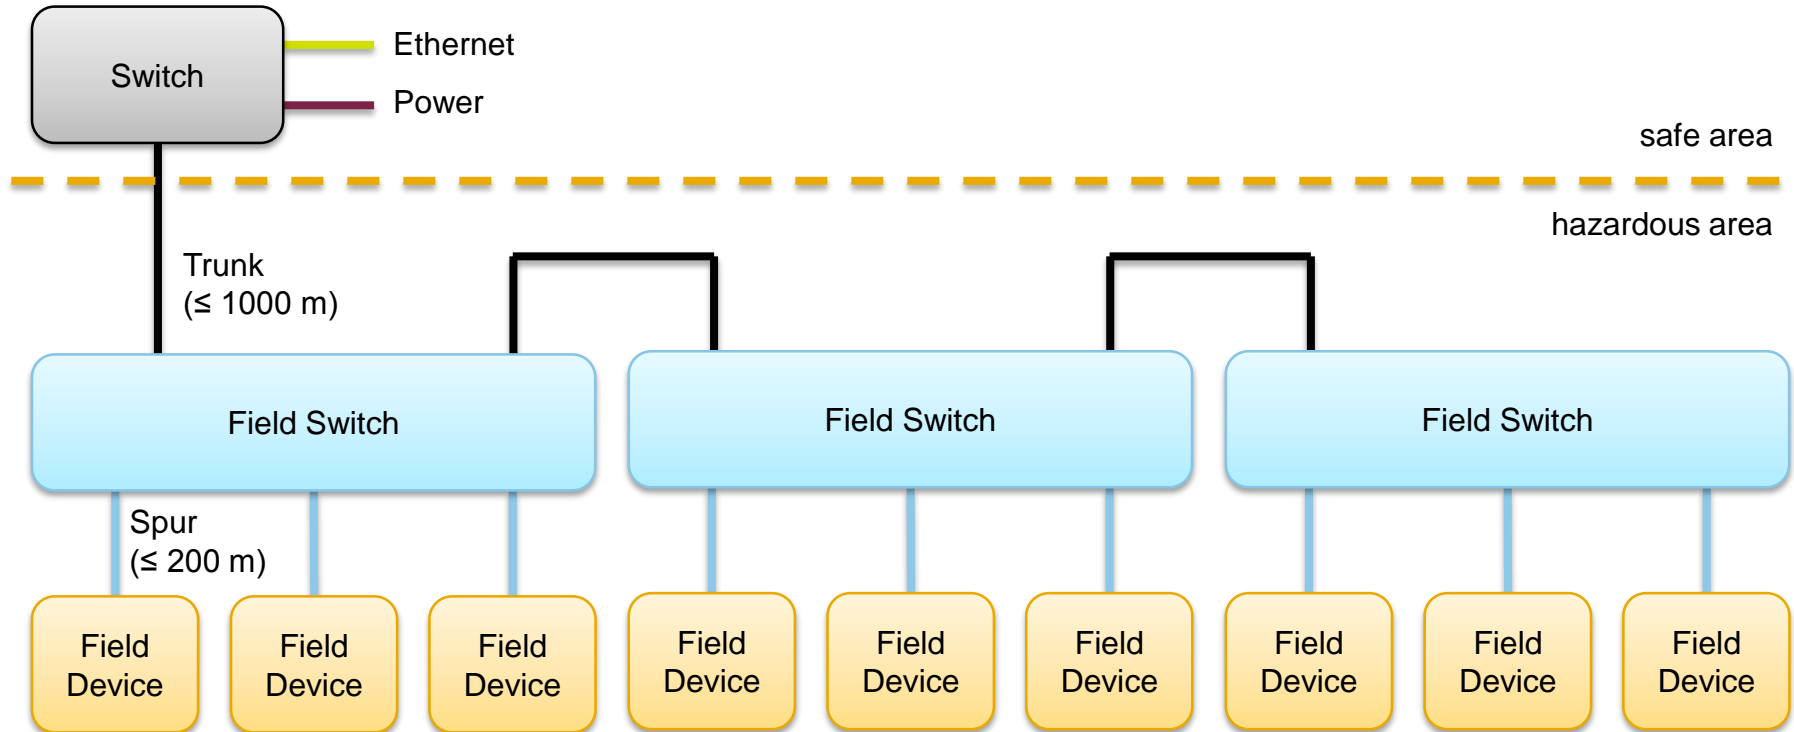 Switch
Ethernet
Power
safe area
hazardous area
Trunk
(≤ 1000 m)
Field Switch
Field Switch
Field Switch
Spur
(≤ 200 m)
Field
Device
Field
Device
Field
Device
Field
Device
Field
Device
Field
Device
Field
Device
Field
Device
Field
Device